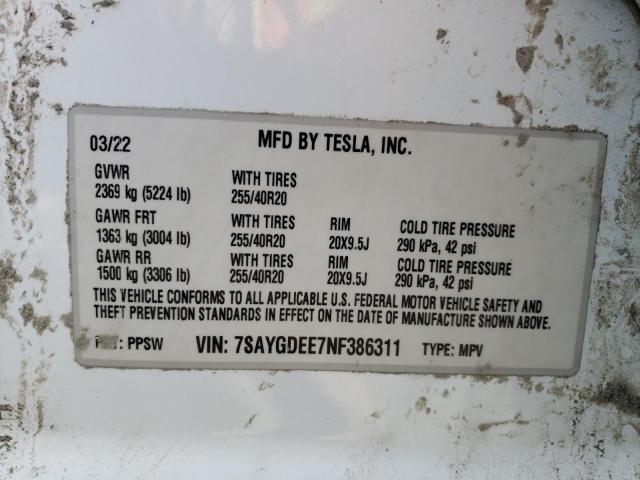 03/22 MFD BY TESLA, INC.
GVWR WITH TIRES
2369 kg (5224 lb) 255/40R20
GAWR FRT WITH TIRES RIM COLD TIRE PRESSURE
1363 kg (3004 lb) 255/40R20 20X9.5J 290 kPa, 42 psi
GAWR RR WITH TIRES RIM COLD TIRE PRESSURE
1500 kg (3306 lb) 255/40R20 20X9.5J 290 kPa, 42 psi
THIS VEHICLE CONFORMS TO ALL APPLICABLE U.S. FEDERAL MOTOR VEHICLE SAFETY AND
THEFT PREVENTION STANDARDS IN EFFECT ON THE DATE OF MANUFACTURE SHOWN ABOVE.
PPSW VIN: 7SAYGDEE7NF386311 TYPE: MPV